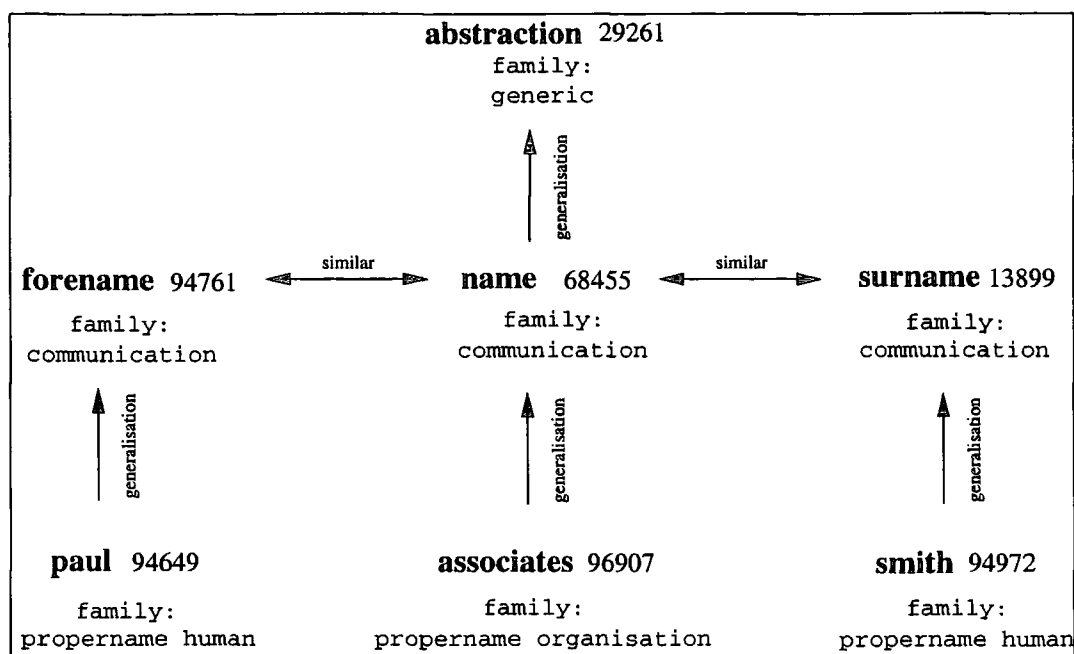 abstraction 29261
family:
generic
generalisation
forename 94761
similar
name 68455
similar
surname 13899
family:
communication
family:
communication
family:
communication
generalisation
generalisation
generalisation
paul 94649
associates 96907
smith 94972
family:
propername human
family:
propername organisation
family:
propername human